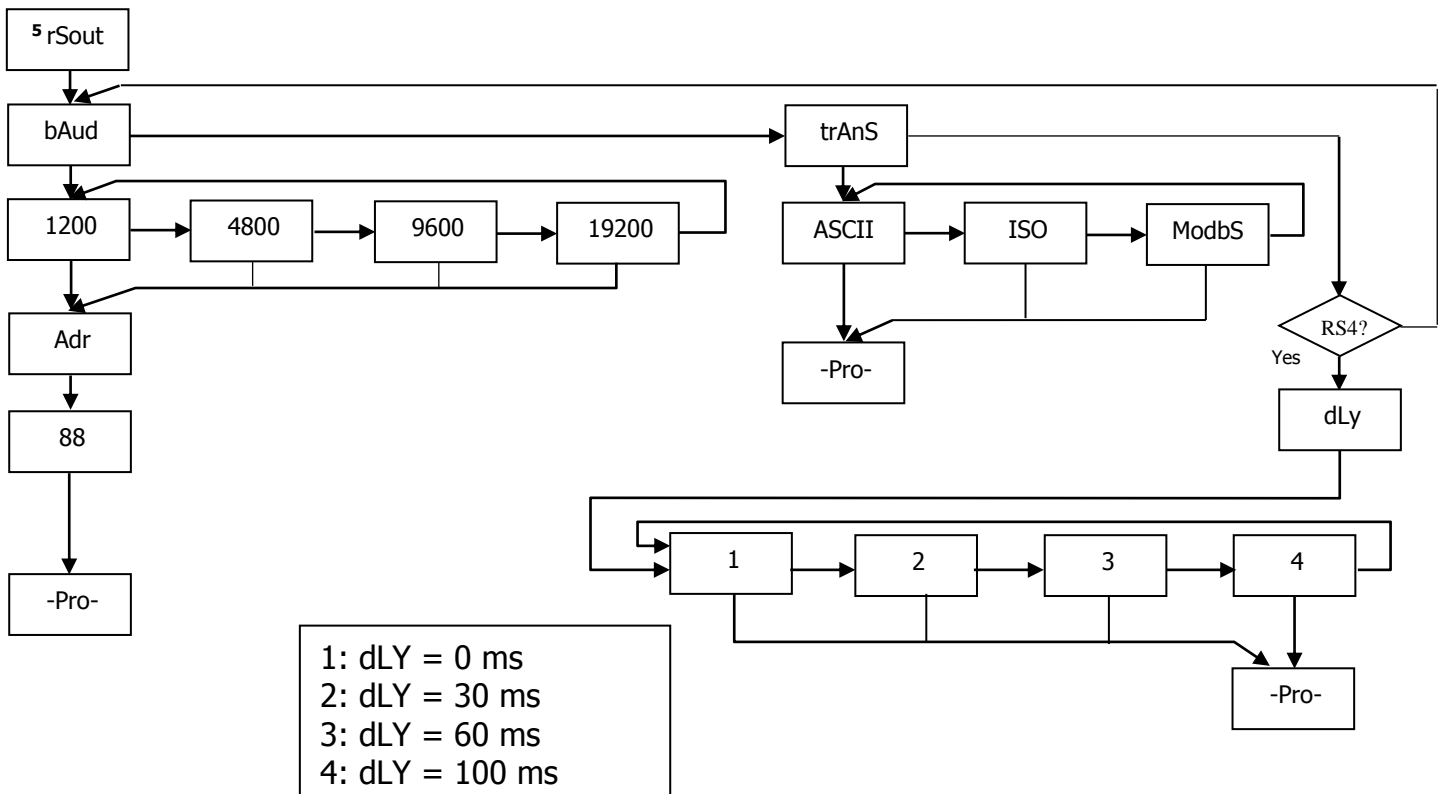 5 rSout
bAud
trAnS
1200
4800
9600
19200
ASCII
ISO
ModbS
Adr
RS4?
-Pro-
Yes
88
dLy
1
2
3
4
-Pro-
-Pro-
1: dLY = 0 ms
2: dLY = 30 ms
3: dLY = 60 ms
4: dLY = 100 ms